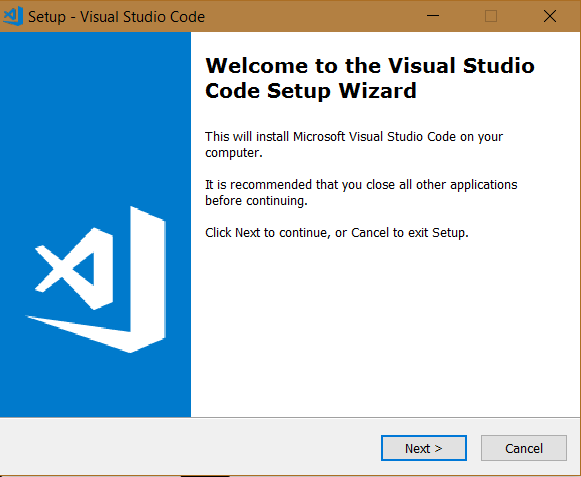 Setup - Visual Studio Code
Welcome to the Visual Studio
Code Setup Wizard
This will install Microsoft Visual Studio Code on your
computer.
It is recommended that you close all other applications
before continuing.
Click Next to continue, or Cancel to exit Setup.
Next >
Cancel